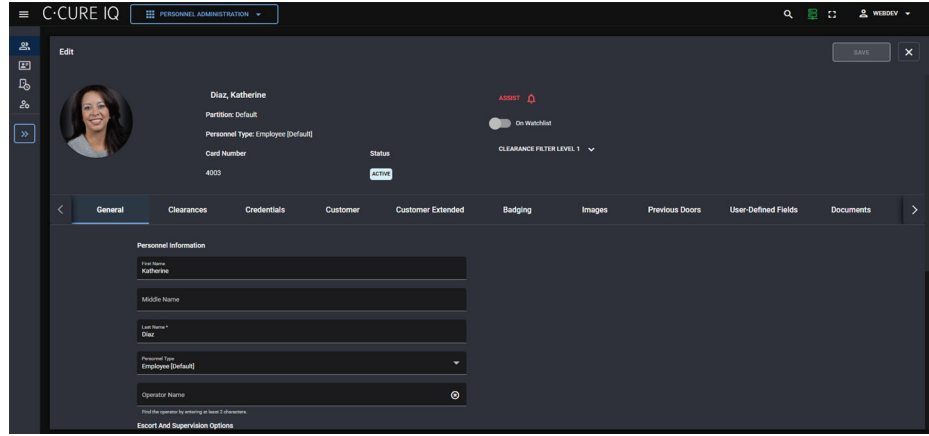 C·CURE IQ
PERSONNEL ADMINISTRATION
WEBDEV
Edit
SAVE
Diaz, Katherine
Partition: Default
Personnel Type: Employee [Default]
Card Number
Status
4003
ACTIVE
ASSIST
On Watchlist
CLEARANCE FILTER LEVEL 1
General
Clearances
Credentials
Customer
Customer Extended
Badging
Images
Previous Doors
User-Defined Fields
Documents
Personnel Information
First Name
Katherine
Middle Name
Last Name *
Diaz
Personnel Type
Employee [Default]
Operator Name
Find the operator by entering at least 2 characters.
Escort And Supervision Options